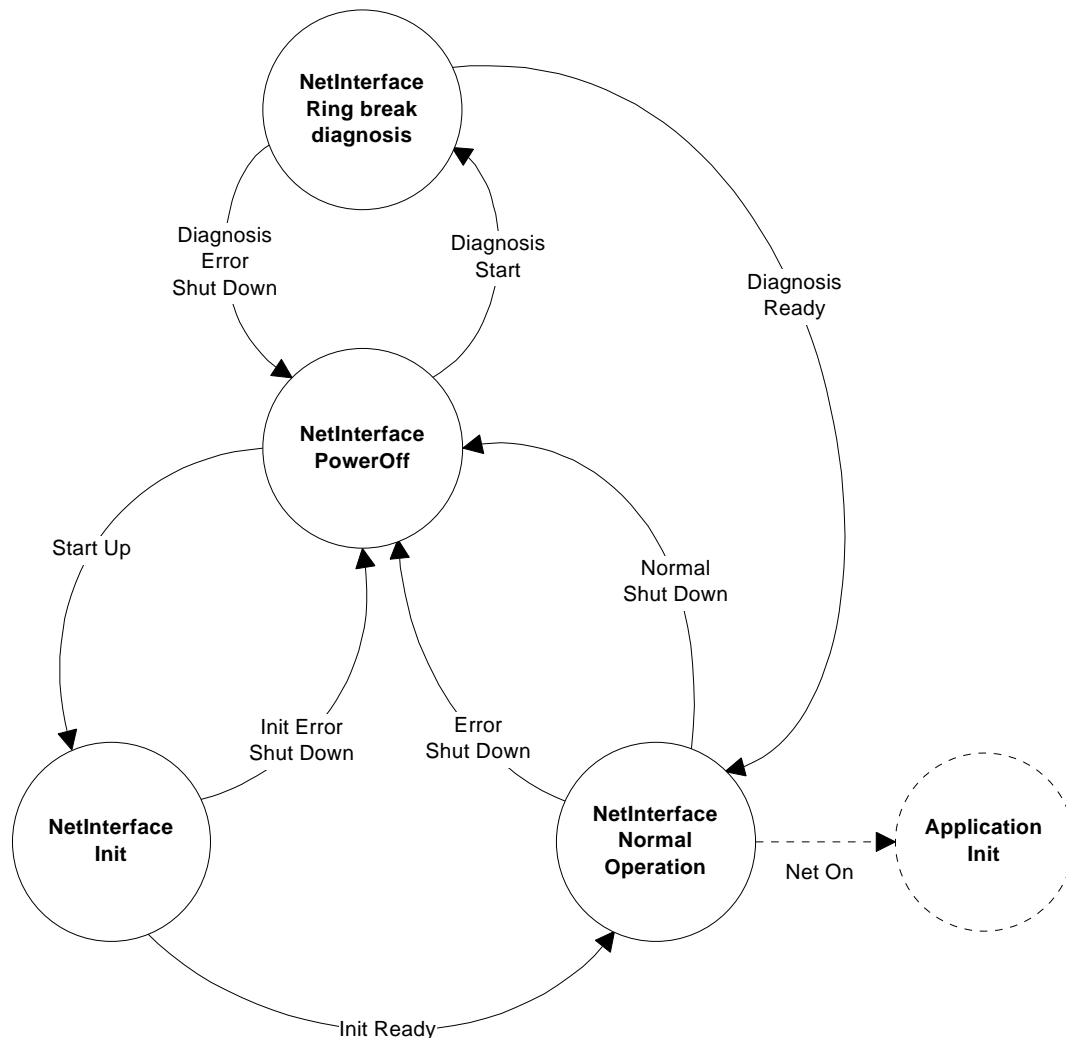 NetInterface
Ring break
diagnosis
Diagnosis
Error
Shut Down
Diagnosis
Start
Diagnosis
Ready
NetInterface
PowerOff
Start Up
Normal
Shut Down
Init Error
Shut Down
Error
Shut Down
NetInterface
Init
NetInterface
Normal
Operation
Net On
Application
Init
Init Ready